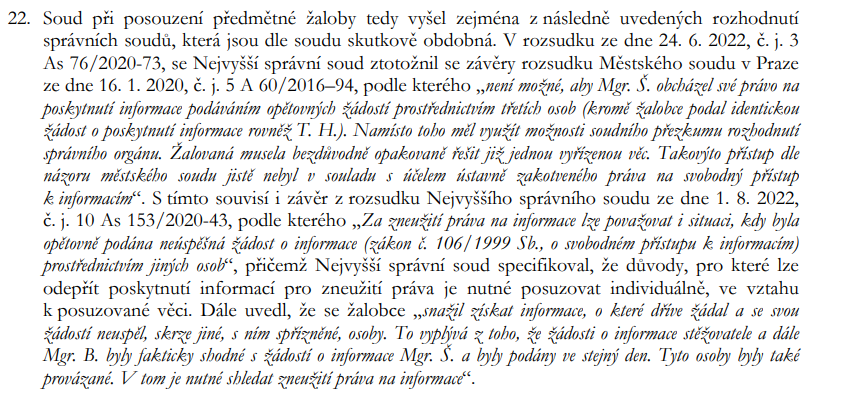 22. Soud při posouzení předmětné žaloby tedy vyšel zejména z následně uvedených rozhodnutí
správních soudů, která jsou dle soudu skutkově obdobná. V rozsudku ze dne 24. 6. 2022, č. j. 3
As 76/2020-73, se Nejvyšší správní soud ztotožnil se závěry rozsudku Městského soudu v Praze
ze dne 16. 1. 2020, č. j. 5 A 60/2016–94, podle kterého „není možné, aby Mgr. Š. obcházel své právo na
poskytnutí informace podáváním opětovných žádostí prostřednictvím třetích osob (kromě žalobce podal identickou
žádost o poskytnutí informace rovněž T. H.). Namísto toho měl využít možnosti soudního přezkumu rozhodnutí
správního orgánu. Žalovaná musela bezdůvodně opakovaně řešit již jednou vyřízenou věc. Takovýto přístup dle
názoru městského soudu jistě nebyl v souladu s účelem ústavně zakotveného práva na svobodný přístup
k informacím“. S tímto souvisí i závěr z rozsudku Nejvyššího správního soudu ze dne 1. 8. 2022,
č. j. 10 As 153/2020-43, podle kterého „Za zneužití práva na informace lze považovat i situaci, kdy byla
opětovně podána neúspěšná žádost o informace (zákon č. 106/1999 Sb., o svobodném přístupu k informacím)
prostřednictvím jiných osob“, přičemž Nejvyšší správní soud specifikoval, že důvody, pro které lze
odepřít poskytnutí informací pro zneužití práva je nutné posuzovat individuálně, ve vztahu
k posuzované věci. Dále uvedl, že se žalobce „snažil získat informace, o které dříve žádal a se svou
žádostí neuspěl, skrze jiné, s ním spřízněné, osoby. To vyplývá z toho, že žádosti o informace stěžovatele a dále
Mgr. B. byly fakticky shodné s žádostí o informace Mgr. Š. a byly podány ve stejný den. Tyto osoby byly také
provázané. V tom je nutné shledat zneužití práva na informace“.